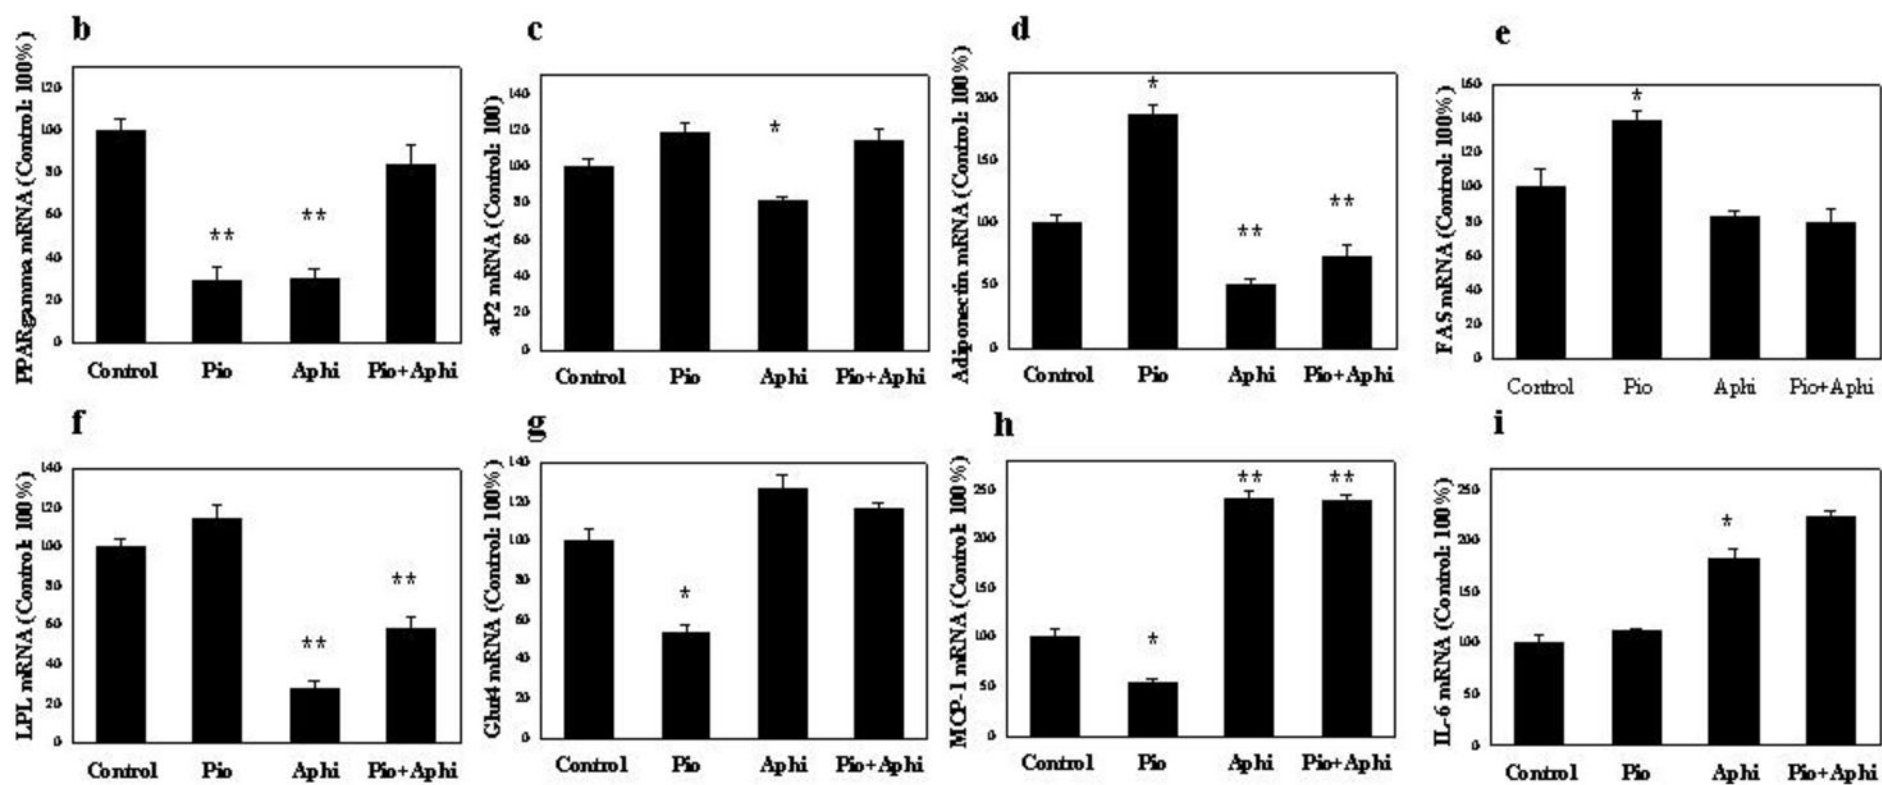 b
PPARgamma mRNA (Control: 100%)
120
100
80
60
40
20
0
** **
Control Pio Aphi Pio+Aphi
c
aP2 mRNA (Control: 100)
140
120
100
80
60
40
20
0
*
Control Pio Aphi Pio+Aphi
d
Adiponectin mRNA (Control: 100%)
200
150
100
50
0
* ** **
Control Pio Aphi Pio+Aphi
e
FAS mRNA (Control: 100%)
160
140
120
100
80
60
40
20
0
*
Control Pio Aphi Pio+Aphi
f
LPL mRNA (Control: 100%)
140
120
100
80
60
40
20
0
** **
Control Pio Aphi Pio+Aphi
g
Glut4 mRNA (Control: 100%)
140
120
100
80
60
40
20
0
*
Control Pio Aphi Pio+Aphi
h
MCP-1 mRNA (Control: 100%)
250
200
150
100
50
0
* ** **
Control Pio Aphi Pio+Aphi
i
IL-6 mRNA (Control: 100%)
250
200
150
100
50
0
*
Control Pio Aphi Pio+Aphi